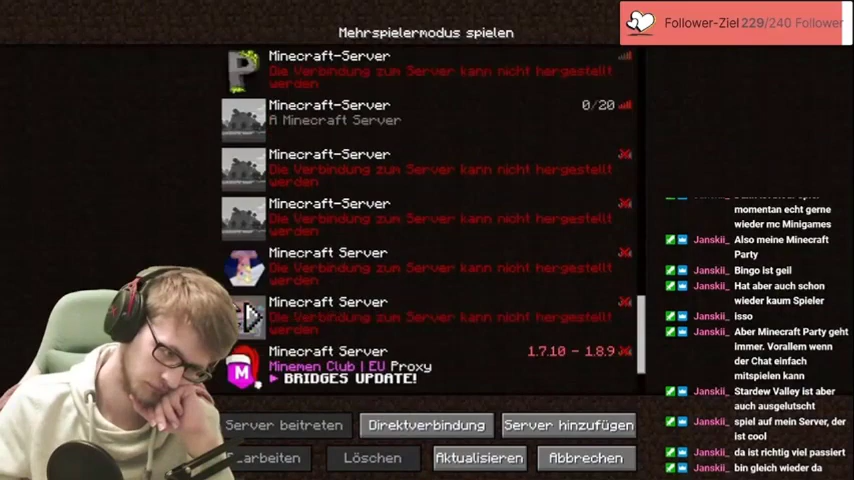 Mehrspielermodus spielen
Follower-Ziel 229/240 Follower
Minecraft-Server
Die Verbindung zum Server kann nicht hergestellt
werden
Minecraft-Server
0/20
A Minecraft Server
Minecraft-Server
Die Verbindung zum Server kann nicht hergestellt
werden
Minecraft-Server
Die Verbindung zum Server kann nicht hergestellt
werden
Minecraft Server
Die Verbindung zum Server kann nicht hergestellt
werden
Minecraft Server
Die Verbindung zum Server kann nicht hergestellt
werden
Minecraft Server
1.7.10 - 1.8.9
Minemen Club | EU Proxy
► BRIDGES UPDATE!
Server beitreten
Direktverbindung
Server hinzufügen
Löschen
Aktualisieren
Abbrechen
momentan echt gerne
wieder mc Minigames
Janskii_ Also meine Minecraft
Party
Janskii_ Bingo ist geil
Janskii_ Hat aber auch schon
wieder kaum Spieler
Janskii_ isso
Janskii_ Aber Minecraft Party geht
immer. Vorallem wenn
der Chat einfach
mitspielen kann
Janskii_ Stardew Valley ist aber
auch ausgelutscht
Janskii_ spiel auf mein Server, der
ist cool
Janskii_ da ist richtig viel passiert
Janskii_ bin gleich wieder da